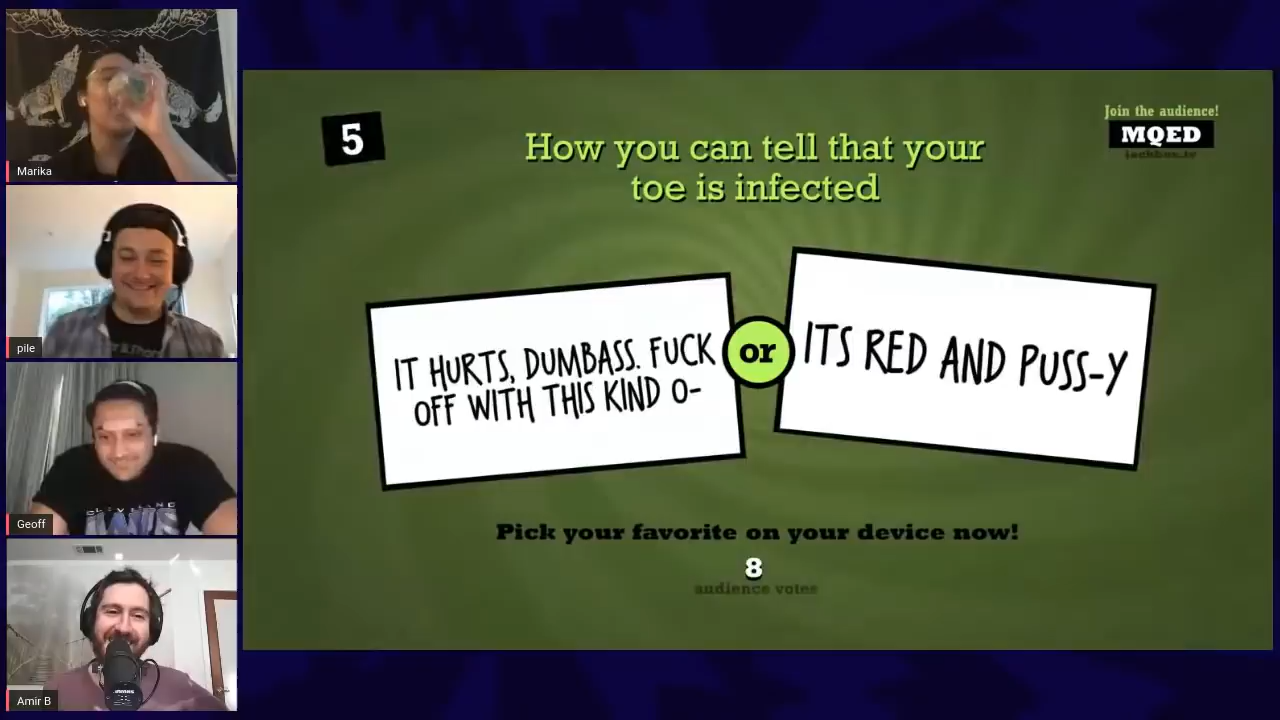 Marika
pile
Geoff
Amir B
5
How you can tell that your
toe is infected
Join the audience!
MQED
jackbox.tv
IT HURTS, DUMBASS. FUCK
OFF WITH THIS KIND O-
or
ITS RED AND PUSS-Y
Pick your favorite on your device now!
8
audience votes